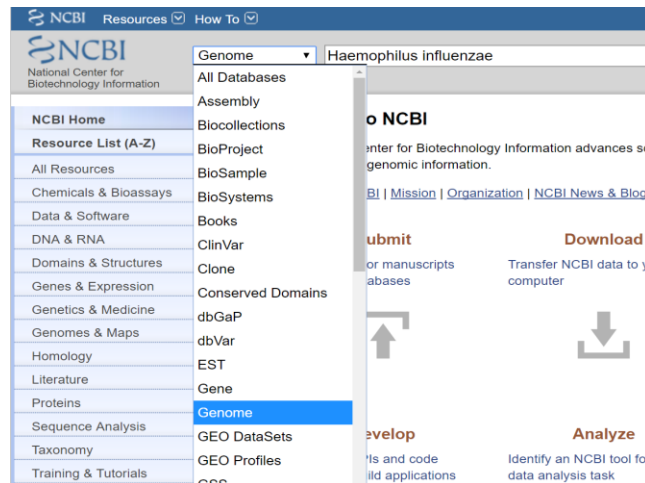 NCBI Resources How To
NCBI
National Center for
Biotechnology Information
Genome
Haemophilus influenzae
NCBI Home
Resource List (A-Z)
All Resources
Chemicals & Bioassays
Data & Software
DNA & RNA
Domains & Structures
Genes & Expression
Genetics & Medicine
Genomes & Maps
Homology
Literature
Proteins
Sequence Analysis
Taxonomy
Training & Tutorials
All Databases
Assembly
Biocollections
BioProject
BioSample
BioSystems
Books
ClinVar
Clone
Conserved Domains
dbGaP
dbVar
EST
Gene
Genome
GEO DataSets
GEO Profiles
o NCBI
enter for Biotechnology Information advances s
genomic information.
BI | Mission | Organization | NCBI News & Blog
ubmit
or manuscripts
abases
Download
Transfer NCBI data to y
computer
evelop
PIs and code
ild applications
Analyze
Identify an NCBI tool fo
data analysis task